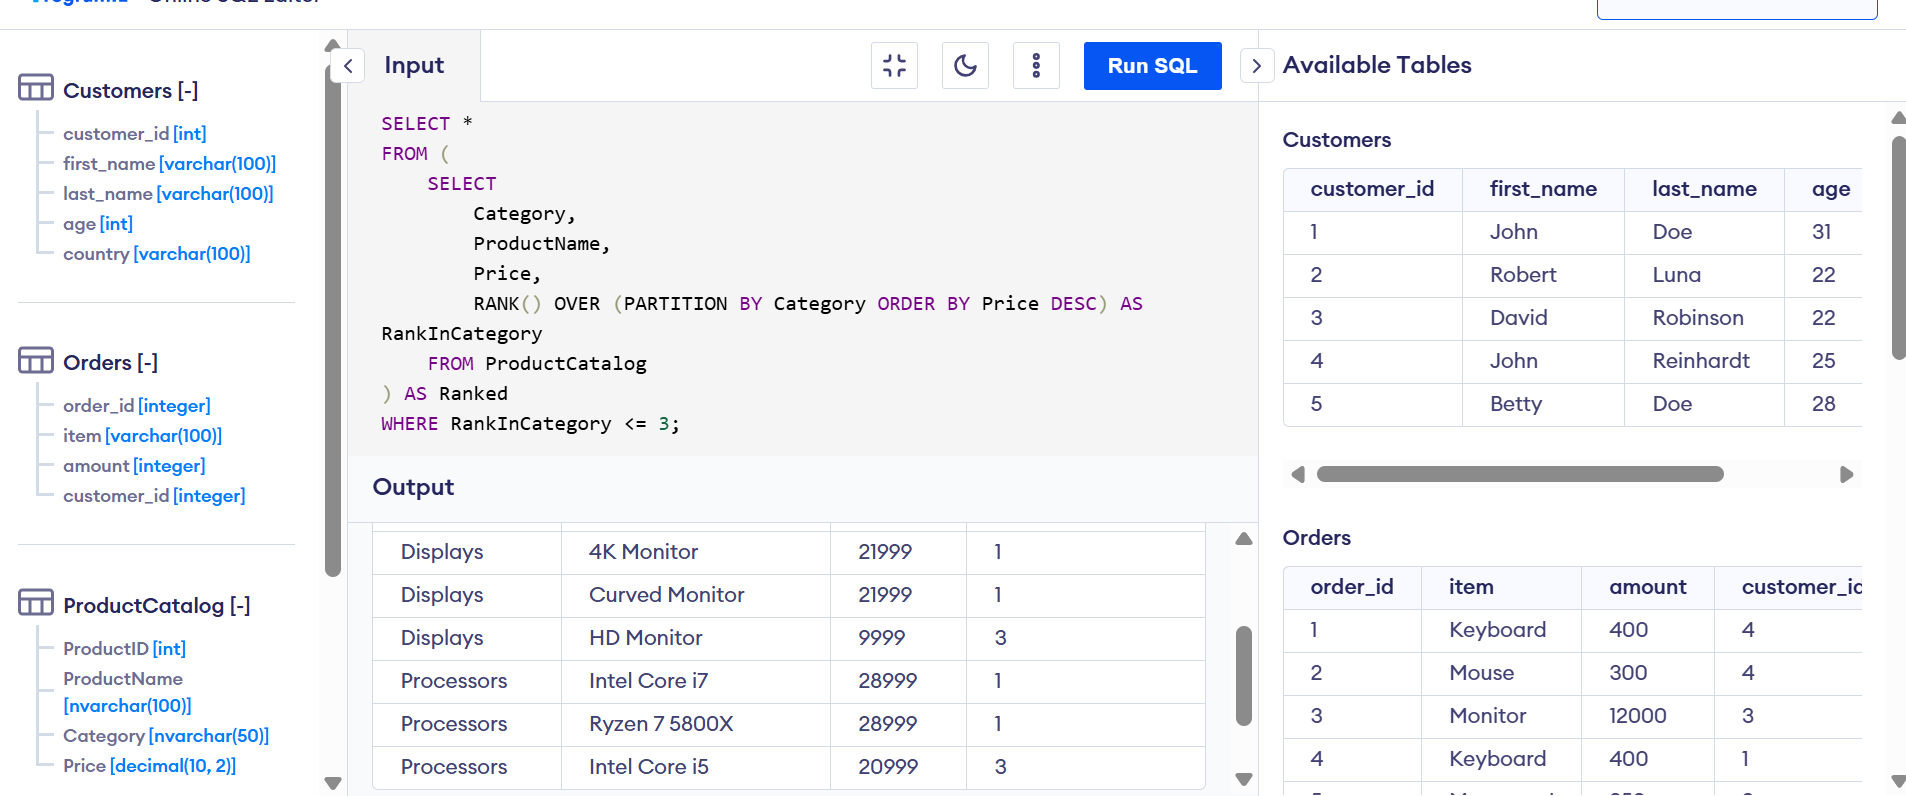 Customers [-]
customer_id [int]
first_name [varchar(100)]
last_name [varchar(100)]
age [int]
country [varchar(100)]
Orders [-]
order_id [integer]
item [varchar(100)]
amount [integer]
customer_id [integer]
ProductCatalog [-]
ProductID [int]
ProductName
[nvarchar(100)]
Category [nvarchar(50)]
Price [decimal(10, 2)]
Input
Run SQL
SELECT *
FROM (
SELECT
Category,
ProductName,
Price,
RANK() OVER (PARTITION BY Category ORDER BY Price DESC) AS
RankInCategory
FROM ProductCatalog
) AS Ranked
WHERE RankInCategory <= 3;
Output
Displays 4K Monitor 21999 1
Displays Curved Monitor 21999 1
Displays HD Monitor 9999 3
Processors Intel Core i7 28999 1
Processors Ryzen 7 5800X 28999 1
Processors Intel Core i5 20999 3
Available Tables
Customers
customer_id first_name last_name age
1 John Doe 31
2 Robert Luna 22
3 David Robinson 22
4 John Reinhardt 25
5 Betty Doe 28
Orders
order_id item amount customer_id
1 Keyboard 400 4
2 Mouse 300 4
3 Monitor 12000 3
4 Keyboard 400 1